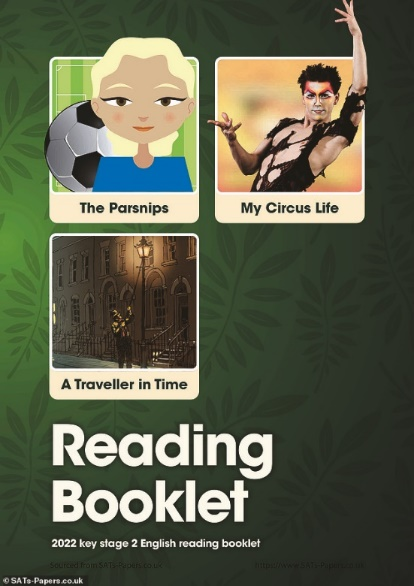 The Parsnips
My Circus Life
A Traveller in Time
Reading
Booklet
2022 key stage 2 English reading booklet
© SATs-Papers.co.uk